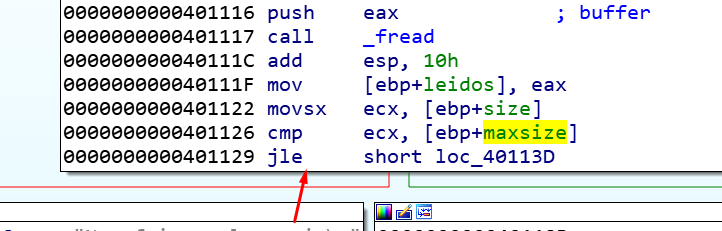 0000000000401116 push eax ; buffer
0000000000401117 call _fread
000000000040111C add esp, 10h
000000000040111F mov [ebp+leidos], eax
0000000000401122 movsx ecx, [ebp+size]
0000000000401126 cmp ecx, [ebp+maxsize]
0000000000401129 jle short loc_40113D